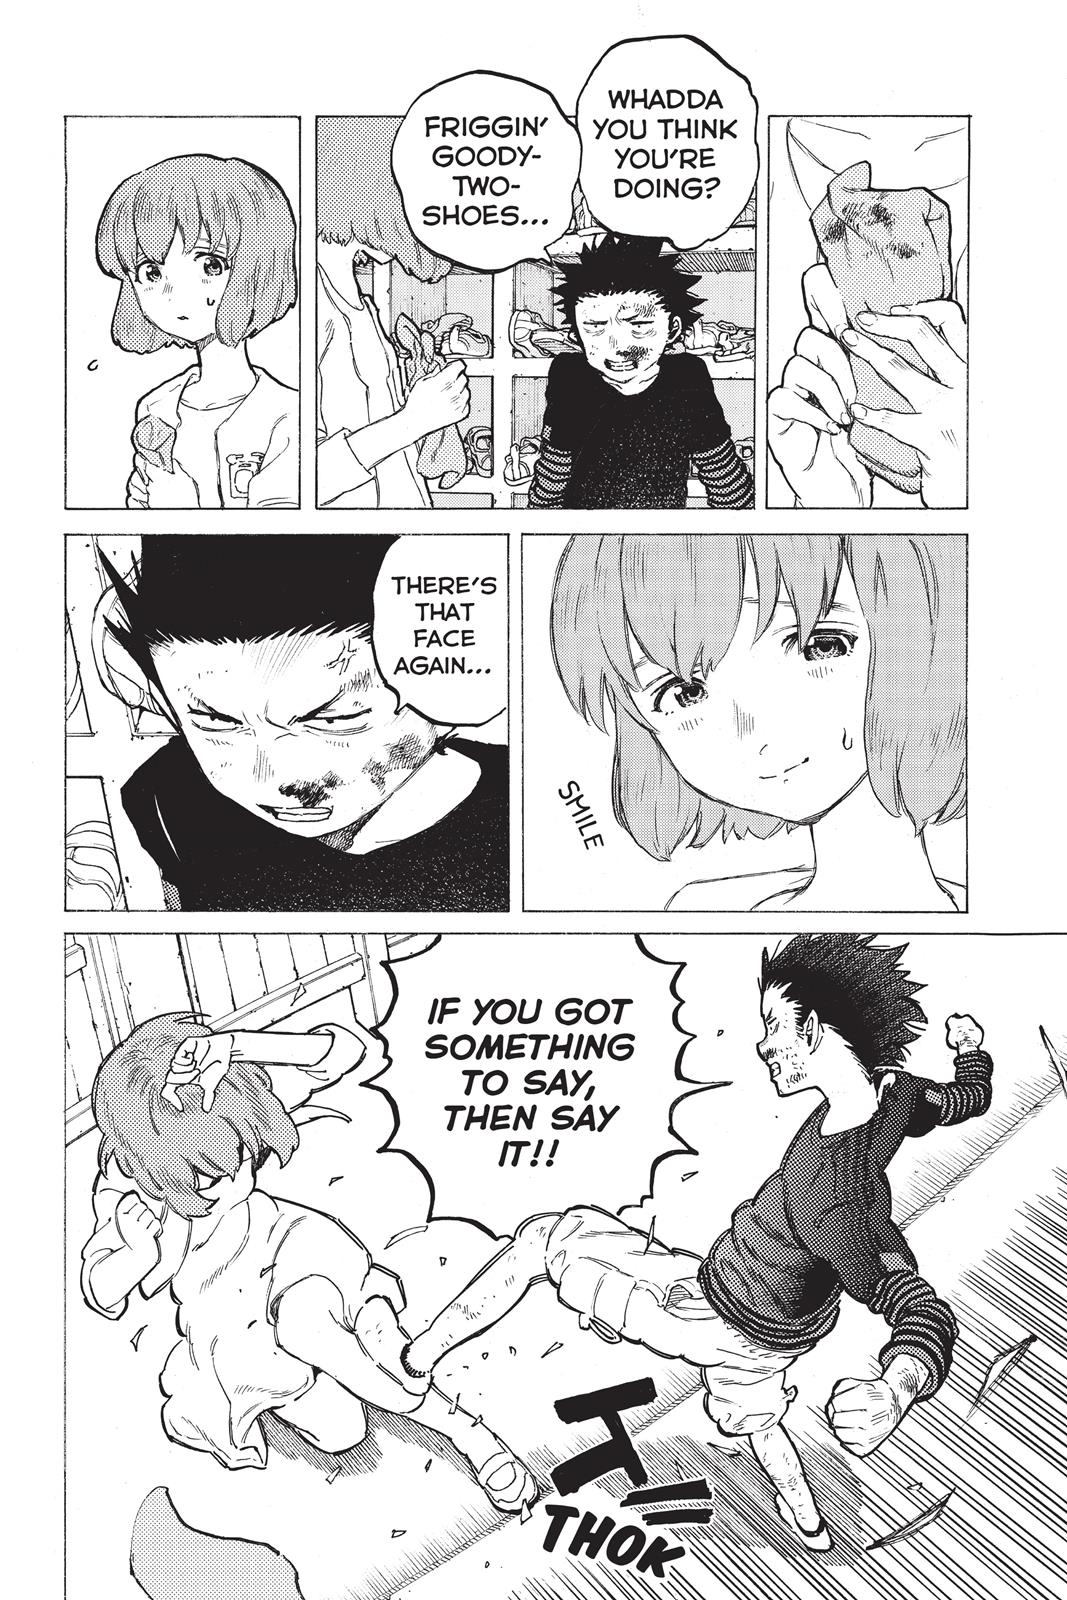 WHADDA
YOU THINK
YOU'RE
DOING?
FRIGGIN'
GOODY-
TWO-
SHOES...
THERE'S
THAT
FACE
AGAIN...
SMILE
IF YOU GOT
SOMETHING
TO SAY,
THEN SAY
IT!!
THOK